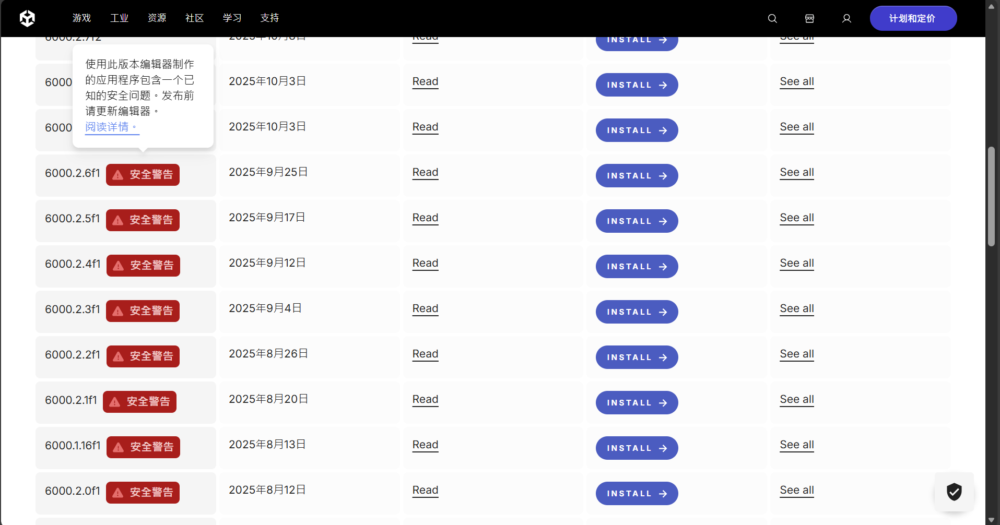 游戏 工业 资源 社区 学习 支持 计划和定价
6000.2.7f2 2025年10月8日 Read INSTALL → See all
使用此版本编辑器制作
的应用程序包含一个已
知的安全问题。发布前
请更新编辑器。
阅读详情。
6000 2025年10月3日 Read INSTALL → See all
6000 2025年10月3日 Read INSTALL → See all
6000.2.6f1 安全警告 2025年9月25日 Read INSTALL → See all
6000.2.5f1 安全警告 2025年9月17日 Read INSTALL → See all
6000.2.4f1 安全警告 2025年9月12日 Read INSTALL → See all
6000.2.3f1 安全警告 2025年9月4日 Read INSTALL → See all
6000.2.2f1 安全警告 2025年8月26日 Read INSTALL → See all
6000.2.1f1 安全警告 2025年8月20日 Read INSTALL → See all
6000.1.16f1 安全警告 2025年8月13日 Read INSTALL → See all
6000.2.0f1 安全警告 2025年8月12日 Read INSTALL → See all